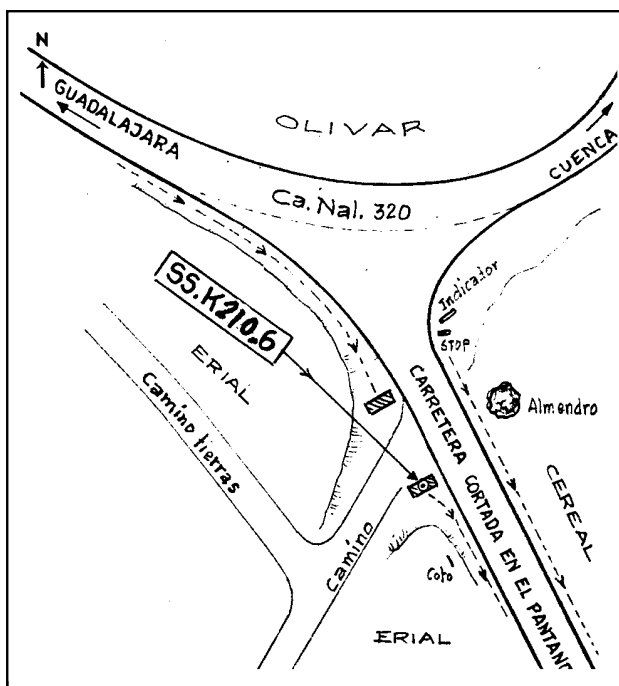 N
GUADALAJARA
OLIVAR
CUENCA
Ca. Nal. 320
SS.K210.6
Indicador
STOP
ERIAL
Camino tierras
Almendro
CARRETERA CORTADA EN EL PANTANO
CEREAL
Camino
Coto
ERIAL